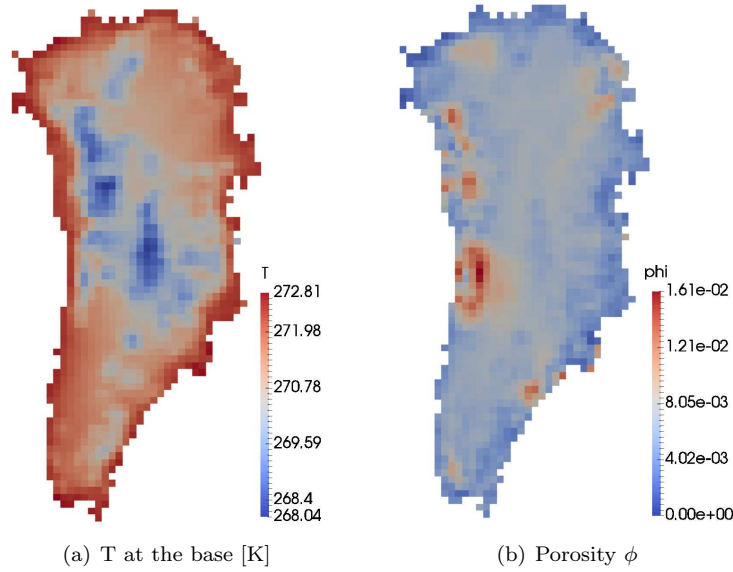 T
272.81
271.98
270.78
269.59
268.4
268.04
phi
1.61e-02
1.21e-02
8.05e-03
4.02e-03
0.00e+00
(a) T at the base [K]
(b) Porosity ϕ